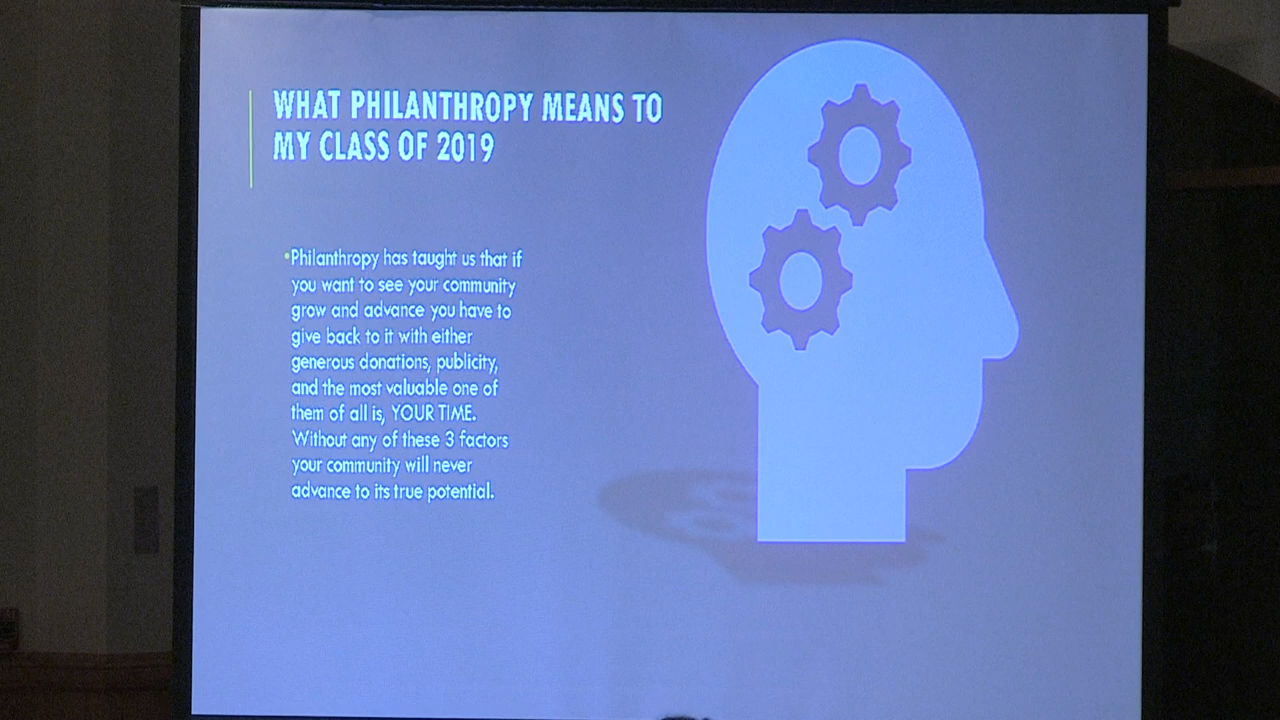 WHAT PHILANTHROPY MEANS TO
MY CLASS OF 2019
•Philanthropy has taught us that if
you want to see your community
grow and advance you have to
give back to it with either
generous donations, publicity,
and the most valuable one of
them of all is, YOUR TIME.
Without any of these 3 factors
your community will never
advance to its true potential.